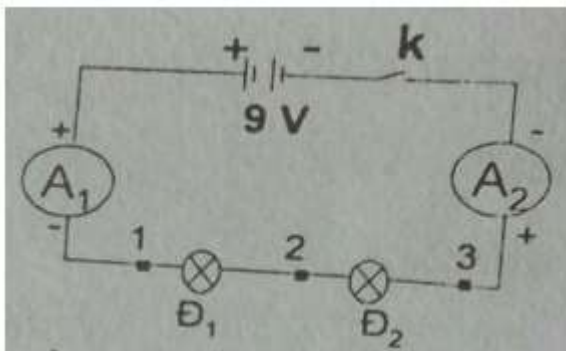 + - k
9 V
+ -
A₁ A₂
- +
1 2 3
Đ₁ Đ₂